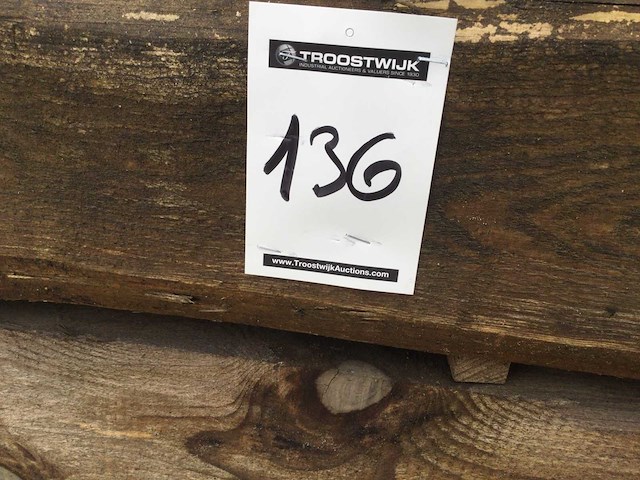 TROOSTWIJK
INDUSTRIAL AUCTIONEERS & VALUERS SINCE 1930
136
www.TroostwijkAuctions.com